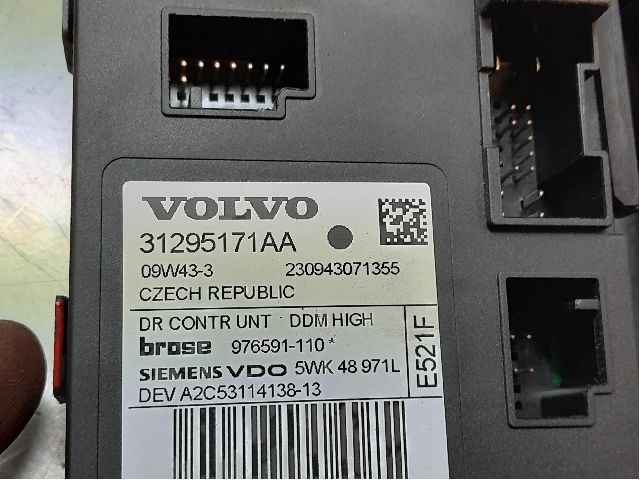 VOLVO
31295171AA
09W43-3 230943071355
CZECH REPUBLIC
DR CONTR UNT DDM HIGH
brose 976591-110*
SIEMENS VDO 5WK 48 971L
DEV A2C53114138-13
E521F